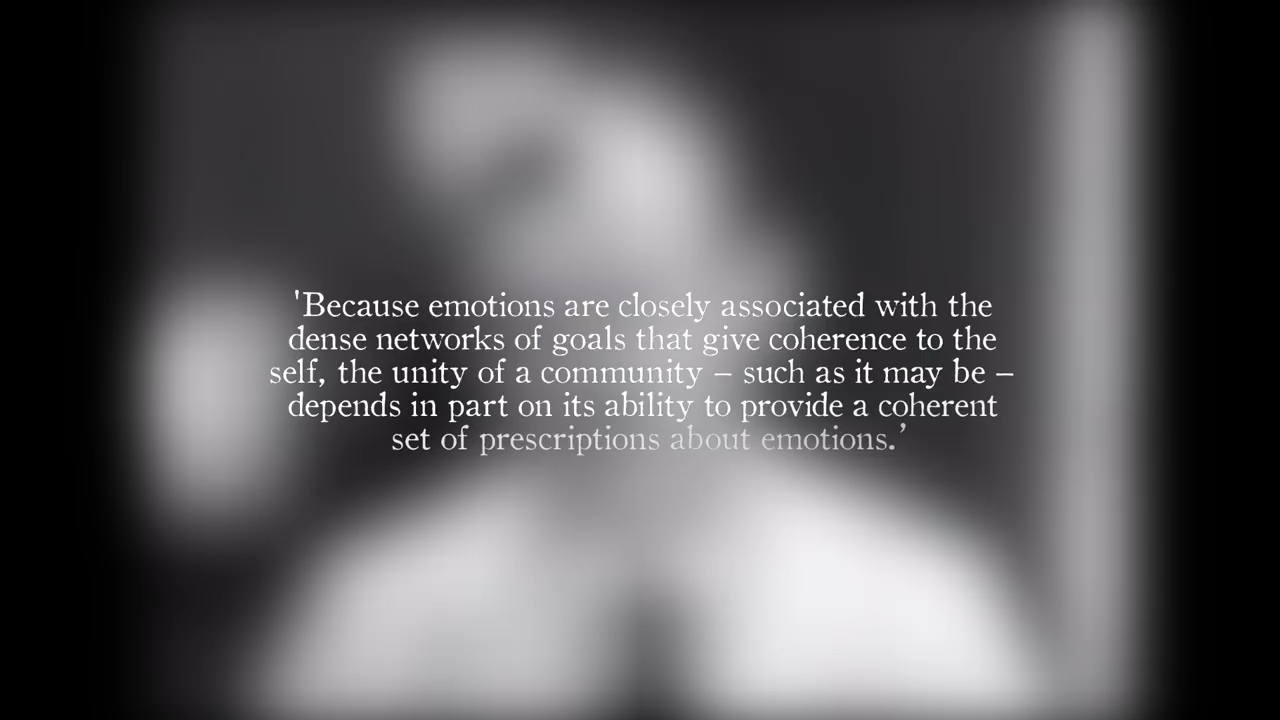 'Because emotions are closely associated with the
dense networks of goals that give coherence to the
self, the unity of a community – such as it may be –
depends in part on its ability to provide a coherent
set of prescriptions about emotions.’